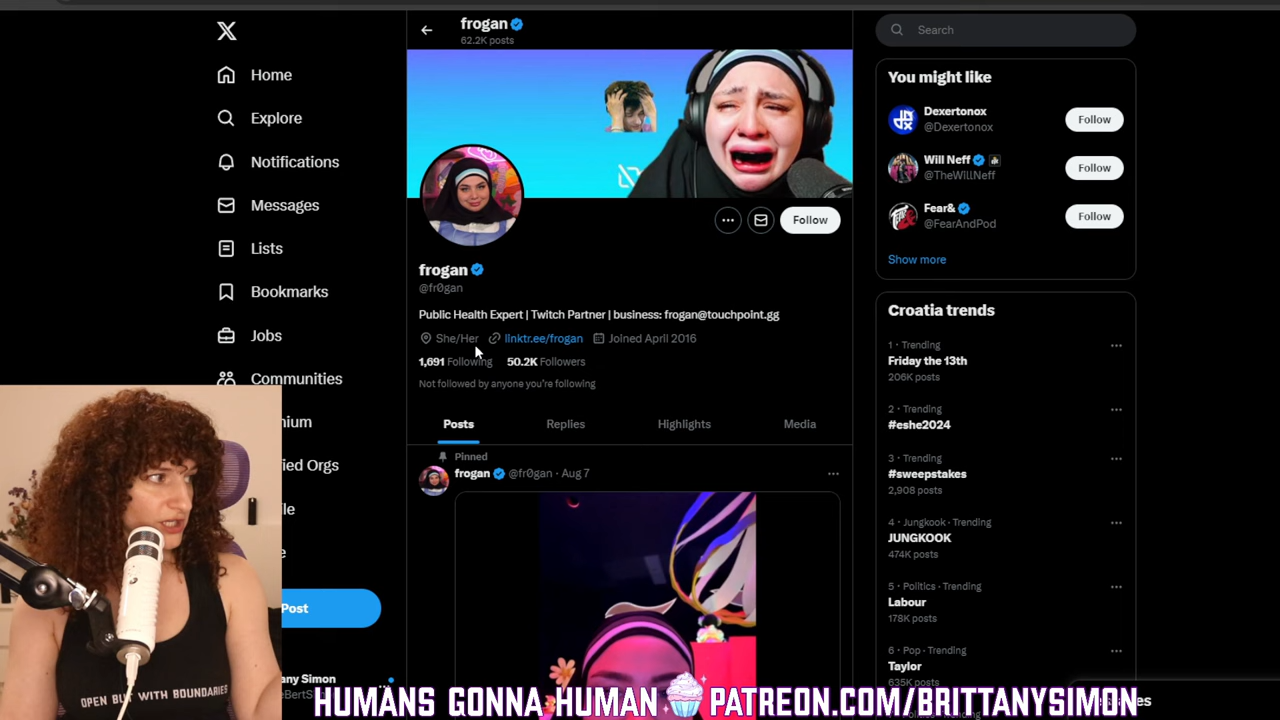 Home
Explore
Notifications
Messages
Lists
Bookmarks
Jobs
Communities
Post
frogan
62.2K posts
Follow
frogan
@fr0gan
Public Health Expert | Twitch Partner | business: frogan@touchpoint.gg
She/Her linktr.ee/frogan Joined April 2016
1,691 Following 50.2K Followers
Not followed by anyone you're following
Posts Replies Highlights Media
Pinned
frogan @fr0gan · Aug 7
Search
You might like
Dexertonox
@Dexertonox
Follow
Will Neff
@TheWillNeff
Follow
Fear&
@FearAndPod
Follow
Show more
Croatia trends
1 · Trending
Friday the 13th
206K posts
2 · Trending
#eshe2024
3 · Trending
#sweepstakes
2,908 posts
4 · Jungkook · Trending
JUNGKOOK
474K posts
5 · Politics · Trending
Labour
178K posts
6 · Pop · Trending
Taylor
635K posts
OPEN BUT WITH BOUNDARIES
Simon
HUMANS GONNA HUMAN PATREON.COM/BRITTANYSIMON